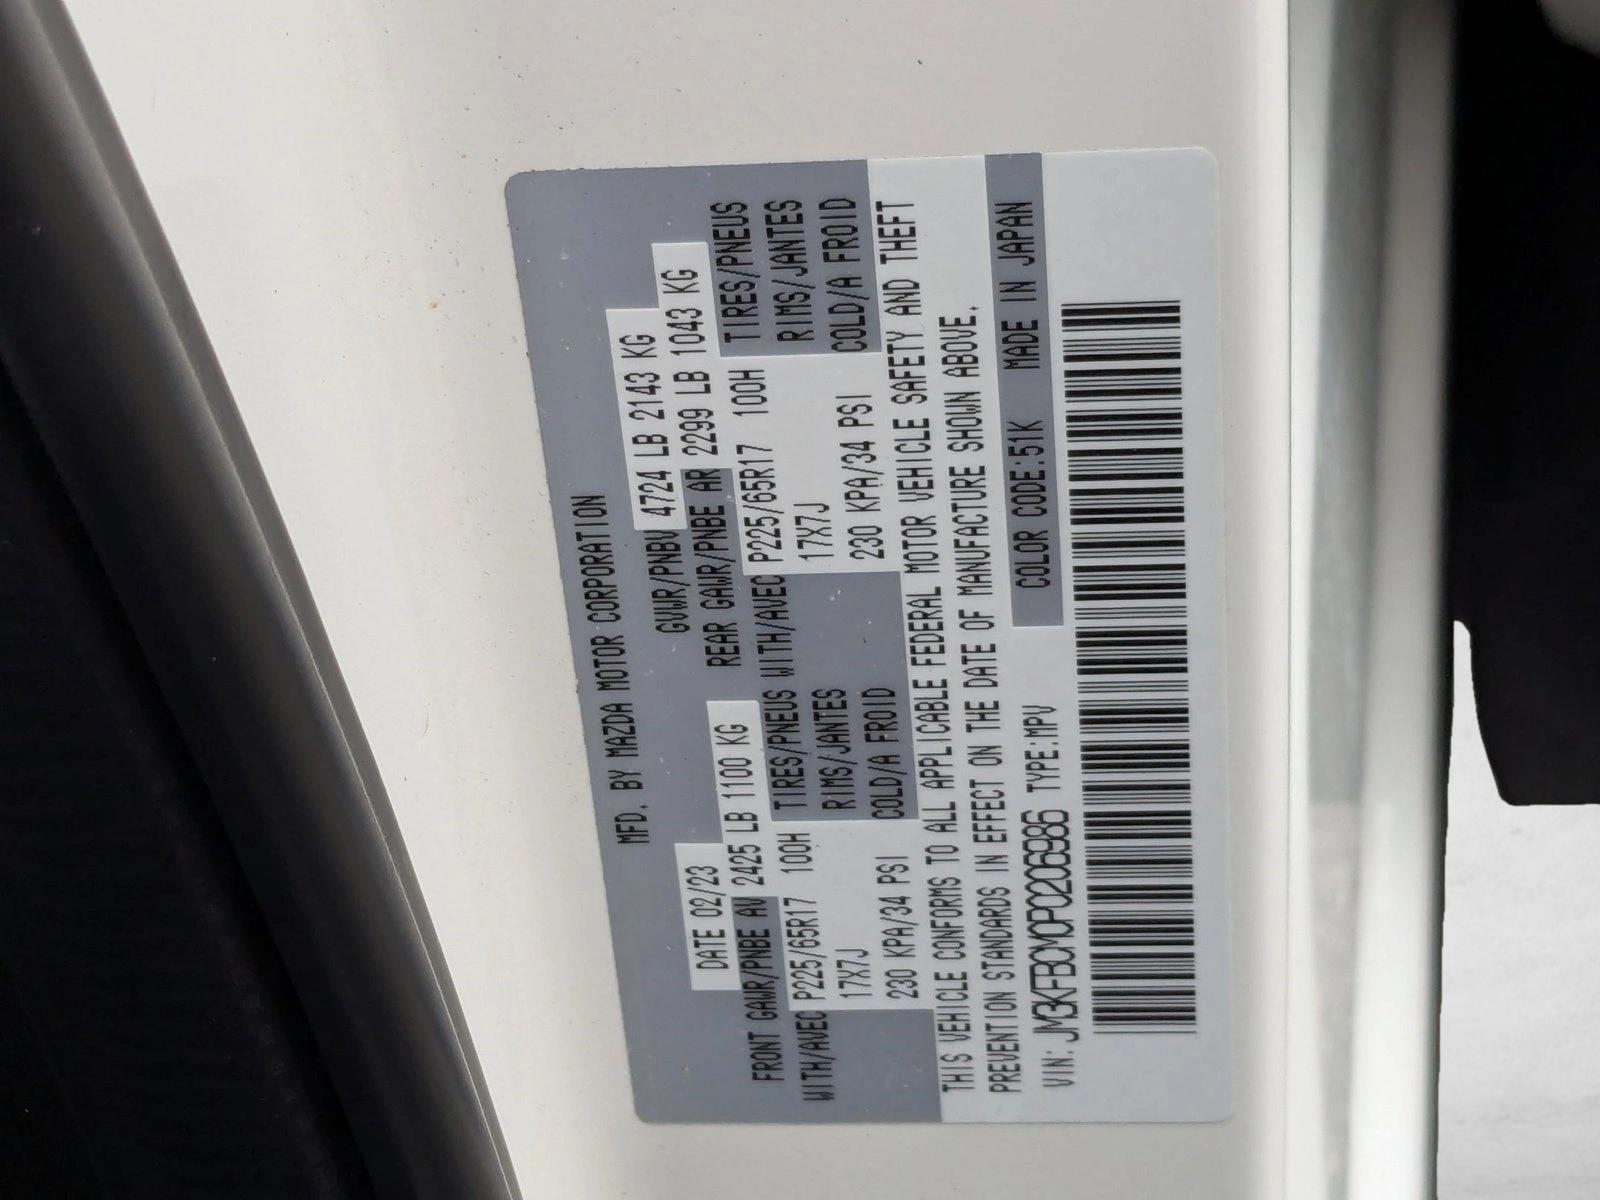 MFD. BY MAZDA MOTOR CORPORATION
DATE 02/23 GVWR/PNBV 4724 LB 2143 KG
FRONT GAWR/PNBE AV 2425 LB 1100 KG REAR GAWR/PNBE AR 2299 LB 1043 KG
WITH/AVEC P225/65R17 100H TIRES/PNEUS WITH/AVEC P225/65R17 100H TIRES/PNEUS
17X7J RIMS/JANTES 17X7J RIMS/JANTES
230 KPA/34 PSI COLD/A FROID 230 KPA/34 PSI COLD/A FROID
THIS VEHICLE CONFORMS TO ALL APPLICABLE FEDERAL MOTOR VEHICLE SAFETY AND THEFT
PREVENTION STANDARDS IN EFFECT ON THE DATE OF MANUFACTURE SHOWN ABOVE.
VIN: JM3KFBCM0P0206986 TYPE:MPV COLOR CODE:51K MADE IN JAPAN